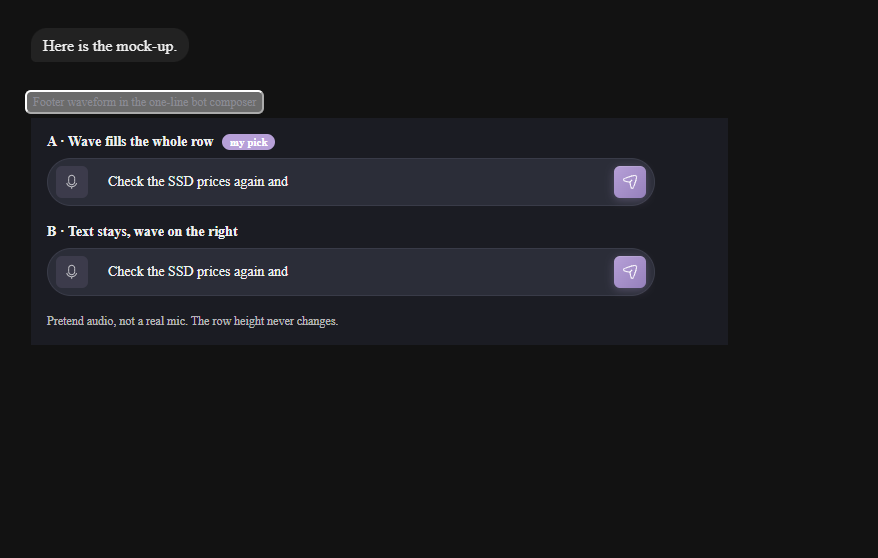 Here is the mock-up.
Footer waveform in the one-line bot composer
A · Wave fills the whole row my pick
Check the SSD prices again and
B · Text stays, wave on the right
Check the SSD prices again and
Pretend audio, not a real mic. The row height never changes.